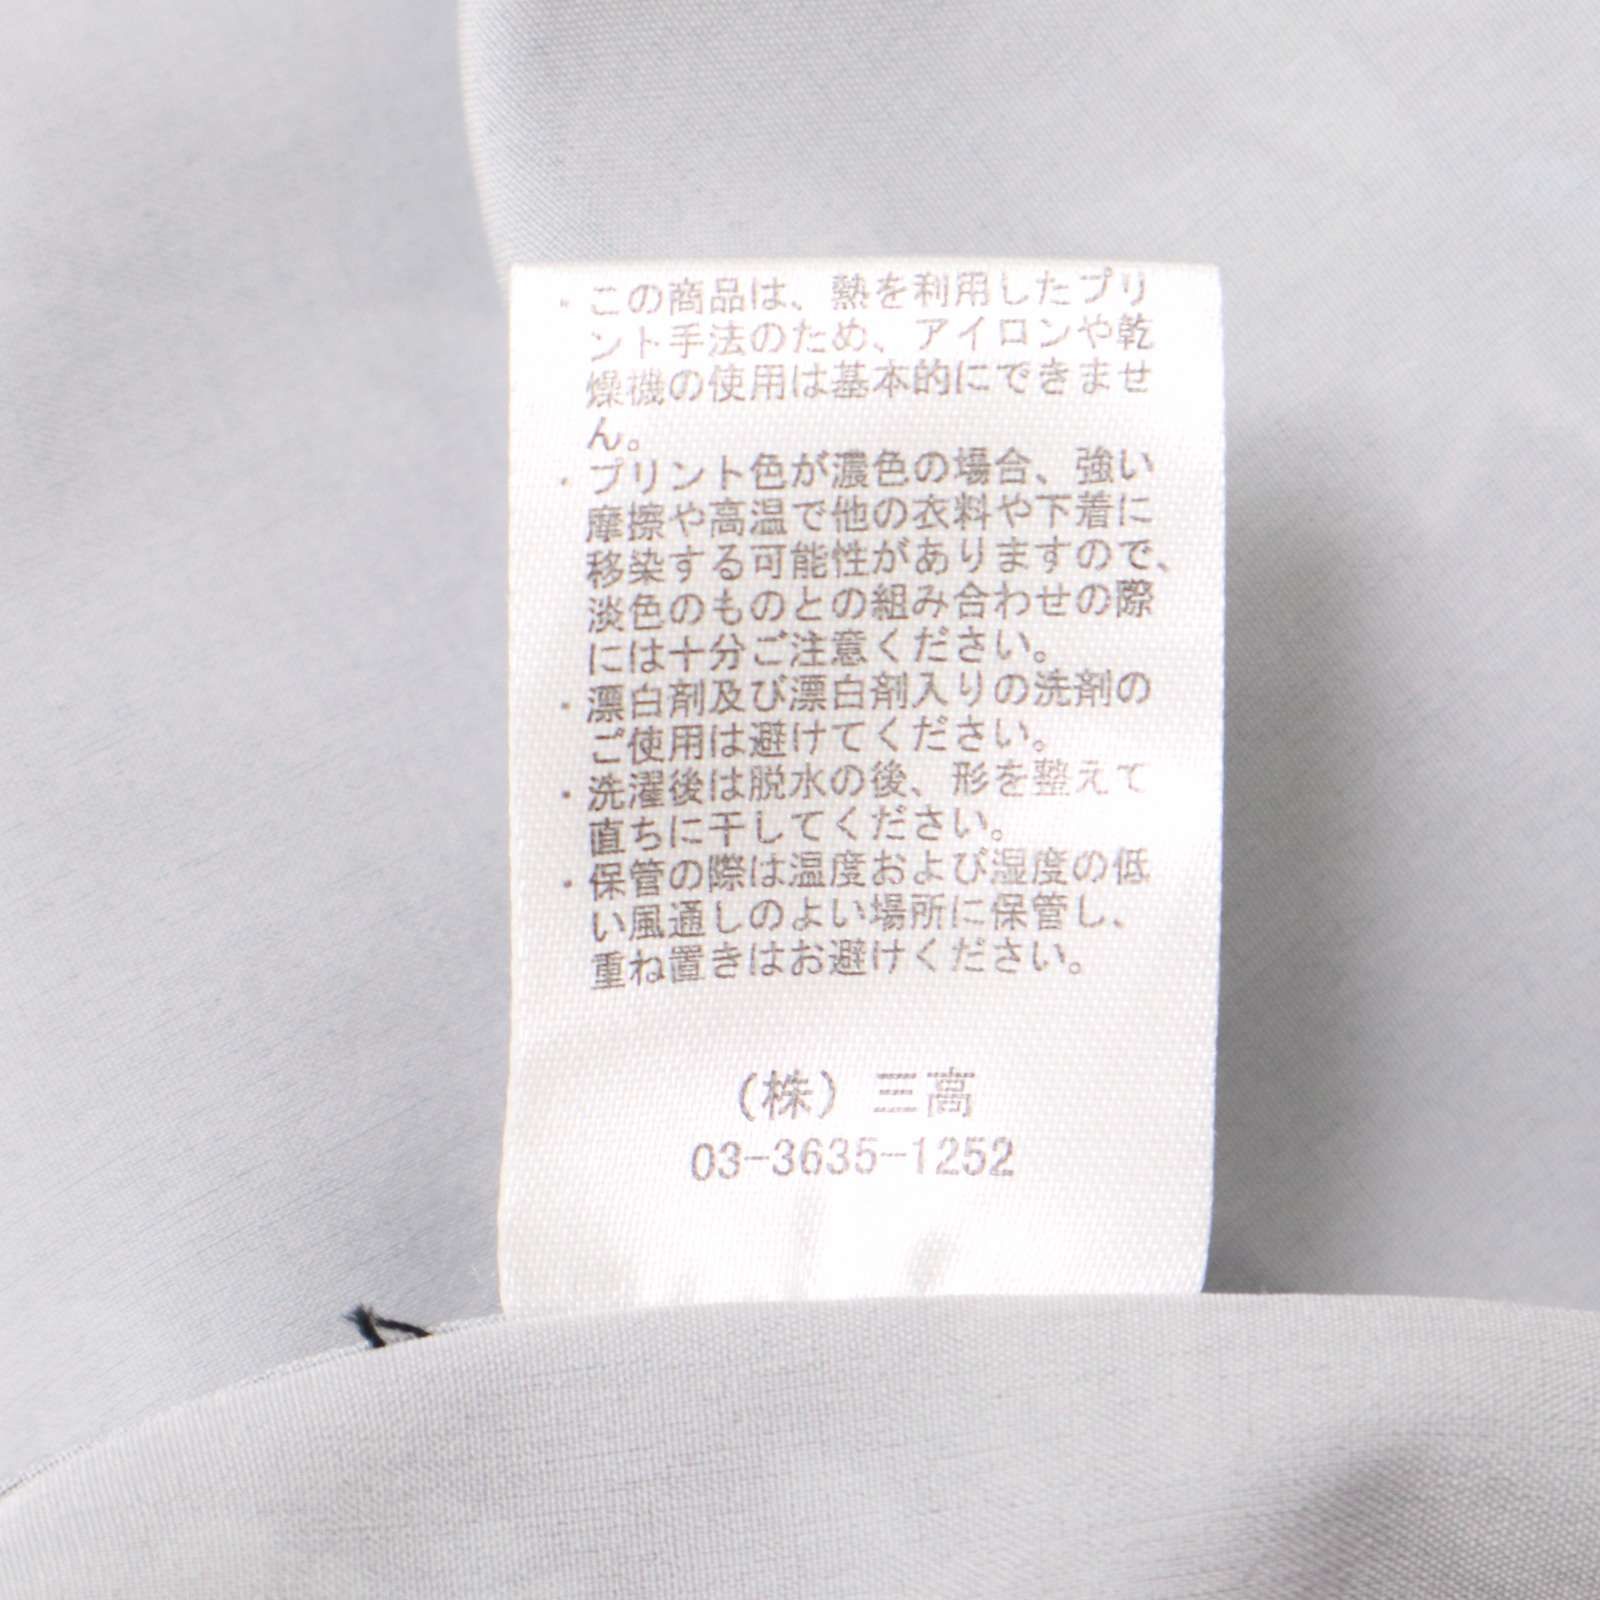 ・この商品は、熱を利用したプリ
ント手法のため、アイロンや乾
燥機の使用は基本的にできませ
ん。
・プリント色が濃色の場合、強い
摩擦や高温で他の衣料や下着に
移染する可能性がありますので、
淡色のものとの組み合わせの際
には十分ご注意ください。
・漂白剤及び漂白剤入りの洗剤の
ご使用は避けてください。
・洗濯後は脱水の後、形を整えて
直ちに干してください。
・保管の際は温度および湿度の低
い風通しのよい場所に保管し、
重ね置きはお避けください。
（株）三高
03-3635-1252